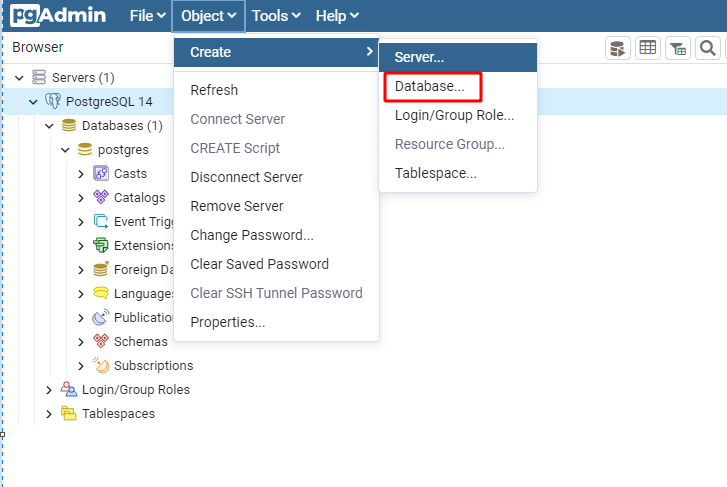 pgAdmin File Object Tools Help
Browser
Create
Server...
Database...
Login/Group Role...
Resource Group...
Tablespace...
Refresh
Connect Server
CREATE Script
Disconnect Server
Remove Server
Change Password...
Clear Saved Password
Clear SSH Tunnel Password
Properties...
Servers (1)
PostgreSQL 14
Databases (1)
postgres
Casts
Catalogs
Event Trigg
Extensions
Foreign Da
Languages
Publicatio
Schemas
Subscriptions
Login/Group Roles
Tablespaces